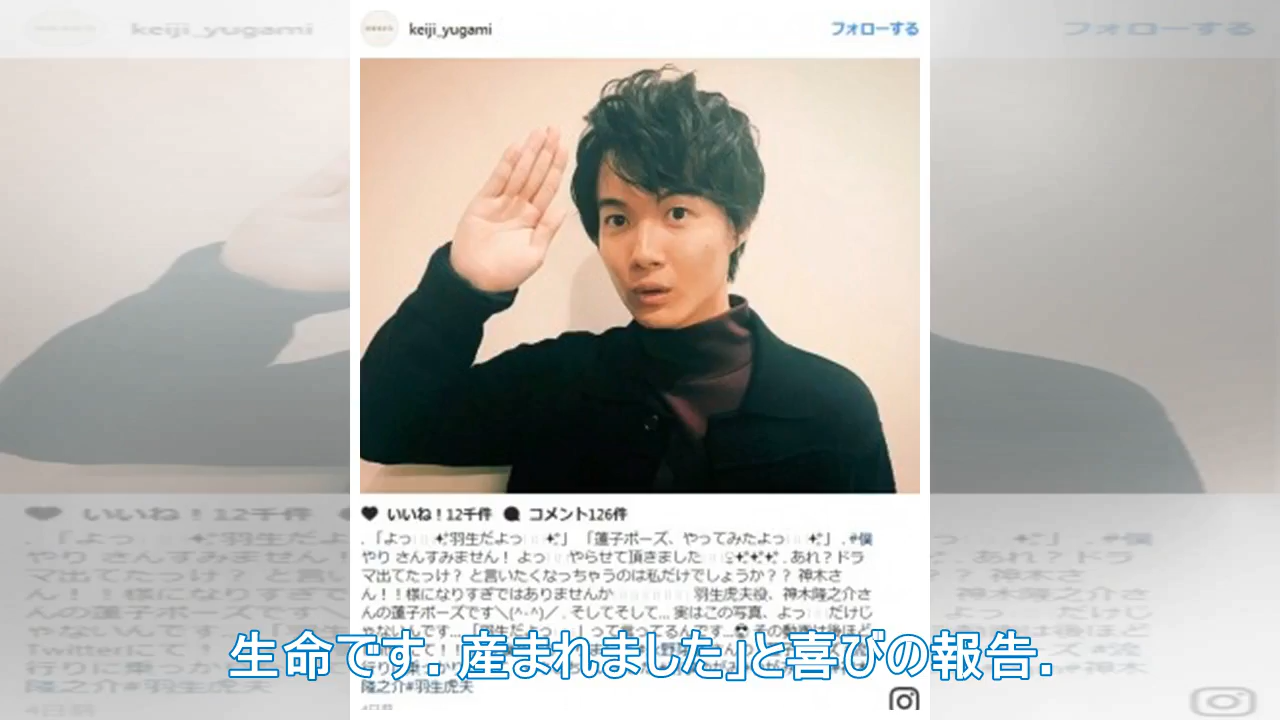 keiji_yugami
フォローする
いいね!12千件 コメント126件
. 「よっ 羽生だよっ 」 「蓮子ポーズ、やってみたよっ 」 . #僕
やり さんすみません! よっ やらせて頂きました . あれ?ドラ
マ出てたっけ? と言いたくなっちゃうのは私だけでしょうか?? 神木さ
ん!!様になりすぎではありませんか 羽生虎夫役、神木隆之介さ
んの蓮子ポーズです＼(^-^)／ . そしてそして... 実はこの写真、よっ だけじ
ゃないんです...「羽生だよっ 」って言ってるんです...
生命です. 産まれました」と喜びの報告.
隆之介#羽生虎夫
4日前